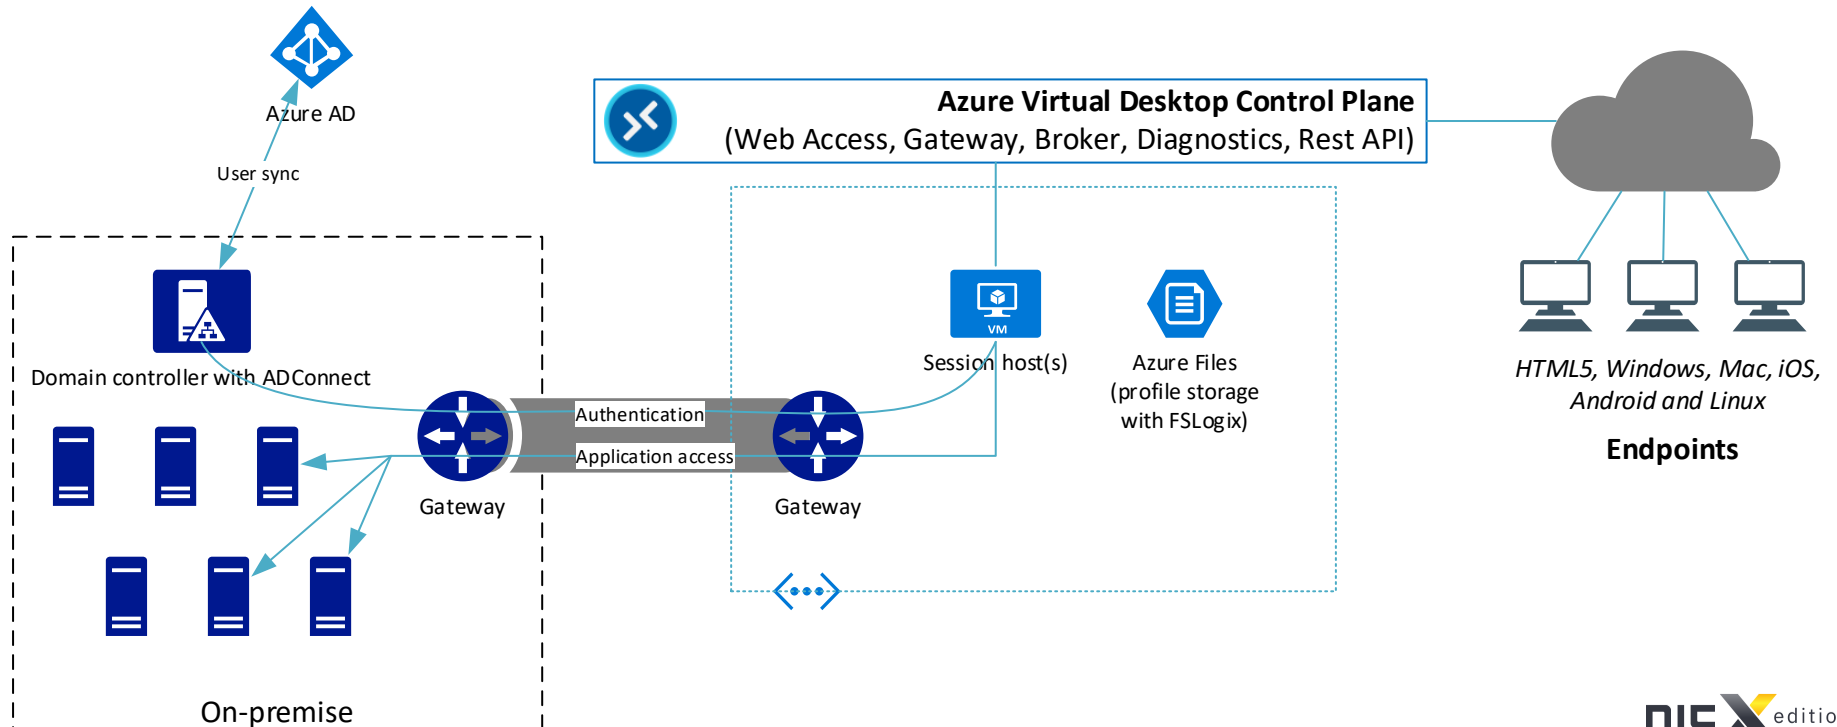 Azure AD
User sync
Azure Virtual Desktop Control Plane
(Web Access, Gateway, Broker, Diagnostics, Rest API)
Domain controller with ADConnect
VM
Session host(s)
Azure Files
(profile storage
with FSLogix)
HTML5, Windows, Mac, iOS,
Android and Linux
Endpoints
Authentication
Application access
Gateway
Gateway
On-premise